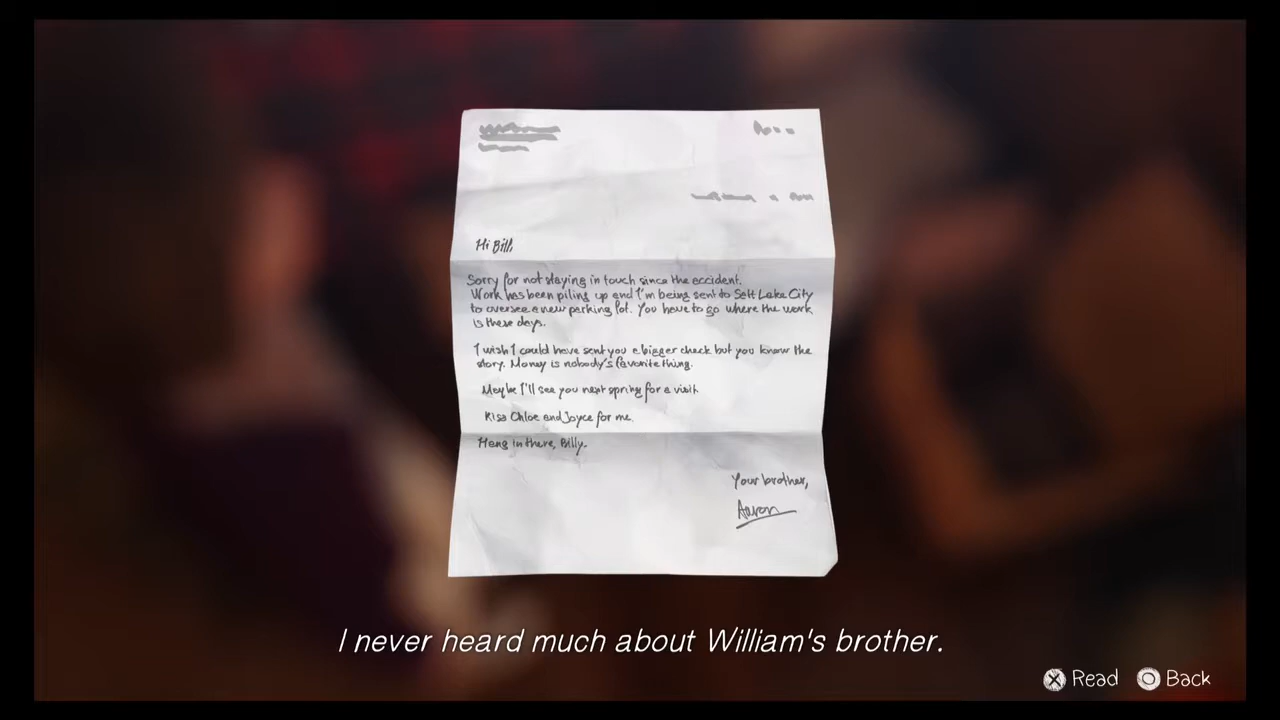 Hi Bill,
Sorry for not staying in touch since the accident.
Work has been piling up and I'm being sent to Salt Lake City
to oversee a new parking lot. You have to go where the work
is these days.
I wish I could have sent you a bigger check but you know the
story. Money is nobody's favorite thing.
Maybe I'll see you next spring for a visit.
Kiss Chloe and Joyce for me.
Hang in there, Billy.
Your brother,
Aaron
I never heard much about William's brother.
Read Back